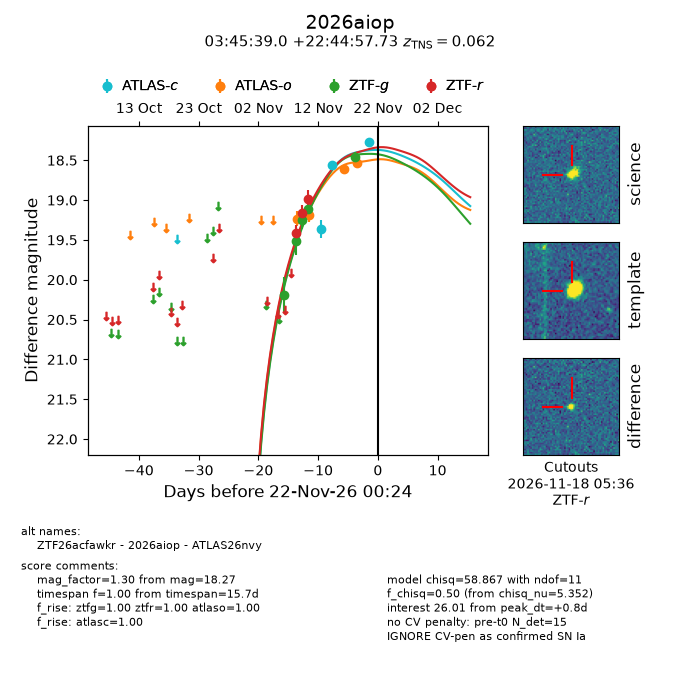 2026aiop
03:45:39.0 +22:44:57.73 zTNS = 0.062
ATLAS-c
ATLAS-o
ZTF-g
ZTF-r
13 Oct
23 Oct
02 Nov
12 Nov
22 Nov
02 Dec
Difference magnitude
18.5
19.0
19.5
20.0
20.5
21.0
21.5
22.0
−40
−30
−20
−10
0
10
Days before 22-Nov-26 00:24
science
template
difference
Cutouts
2026-11-18 05:36
ZTF-r
alt names:
ZTF26acfawkr - 2026aiop - ATLAS26nvy
score comments:
mag_factor=1.30 from mag=18.27
timespan f=1.00 from timespan=15.7d
f_rise: ztfg=1.00 ztfr=1.00 atlaso=1.00
f_rise: atlasc=1.00
model chisq=58.867 with ndof=11
f_chisq=0.50 (from chisq_nu=5.352)
interest 26.01 from peak_dt=+0.8d
no CV penalty: pre-t0 N_det=15
IGNORE CV-pen as confirmed SN Ia